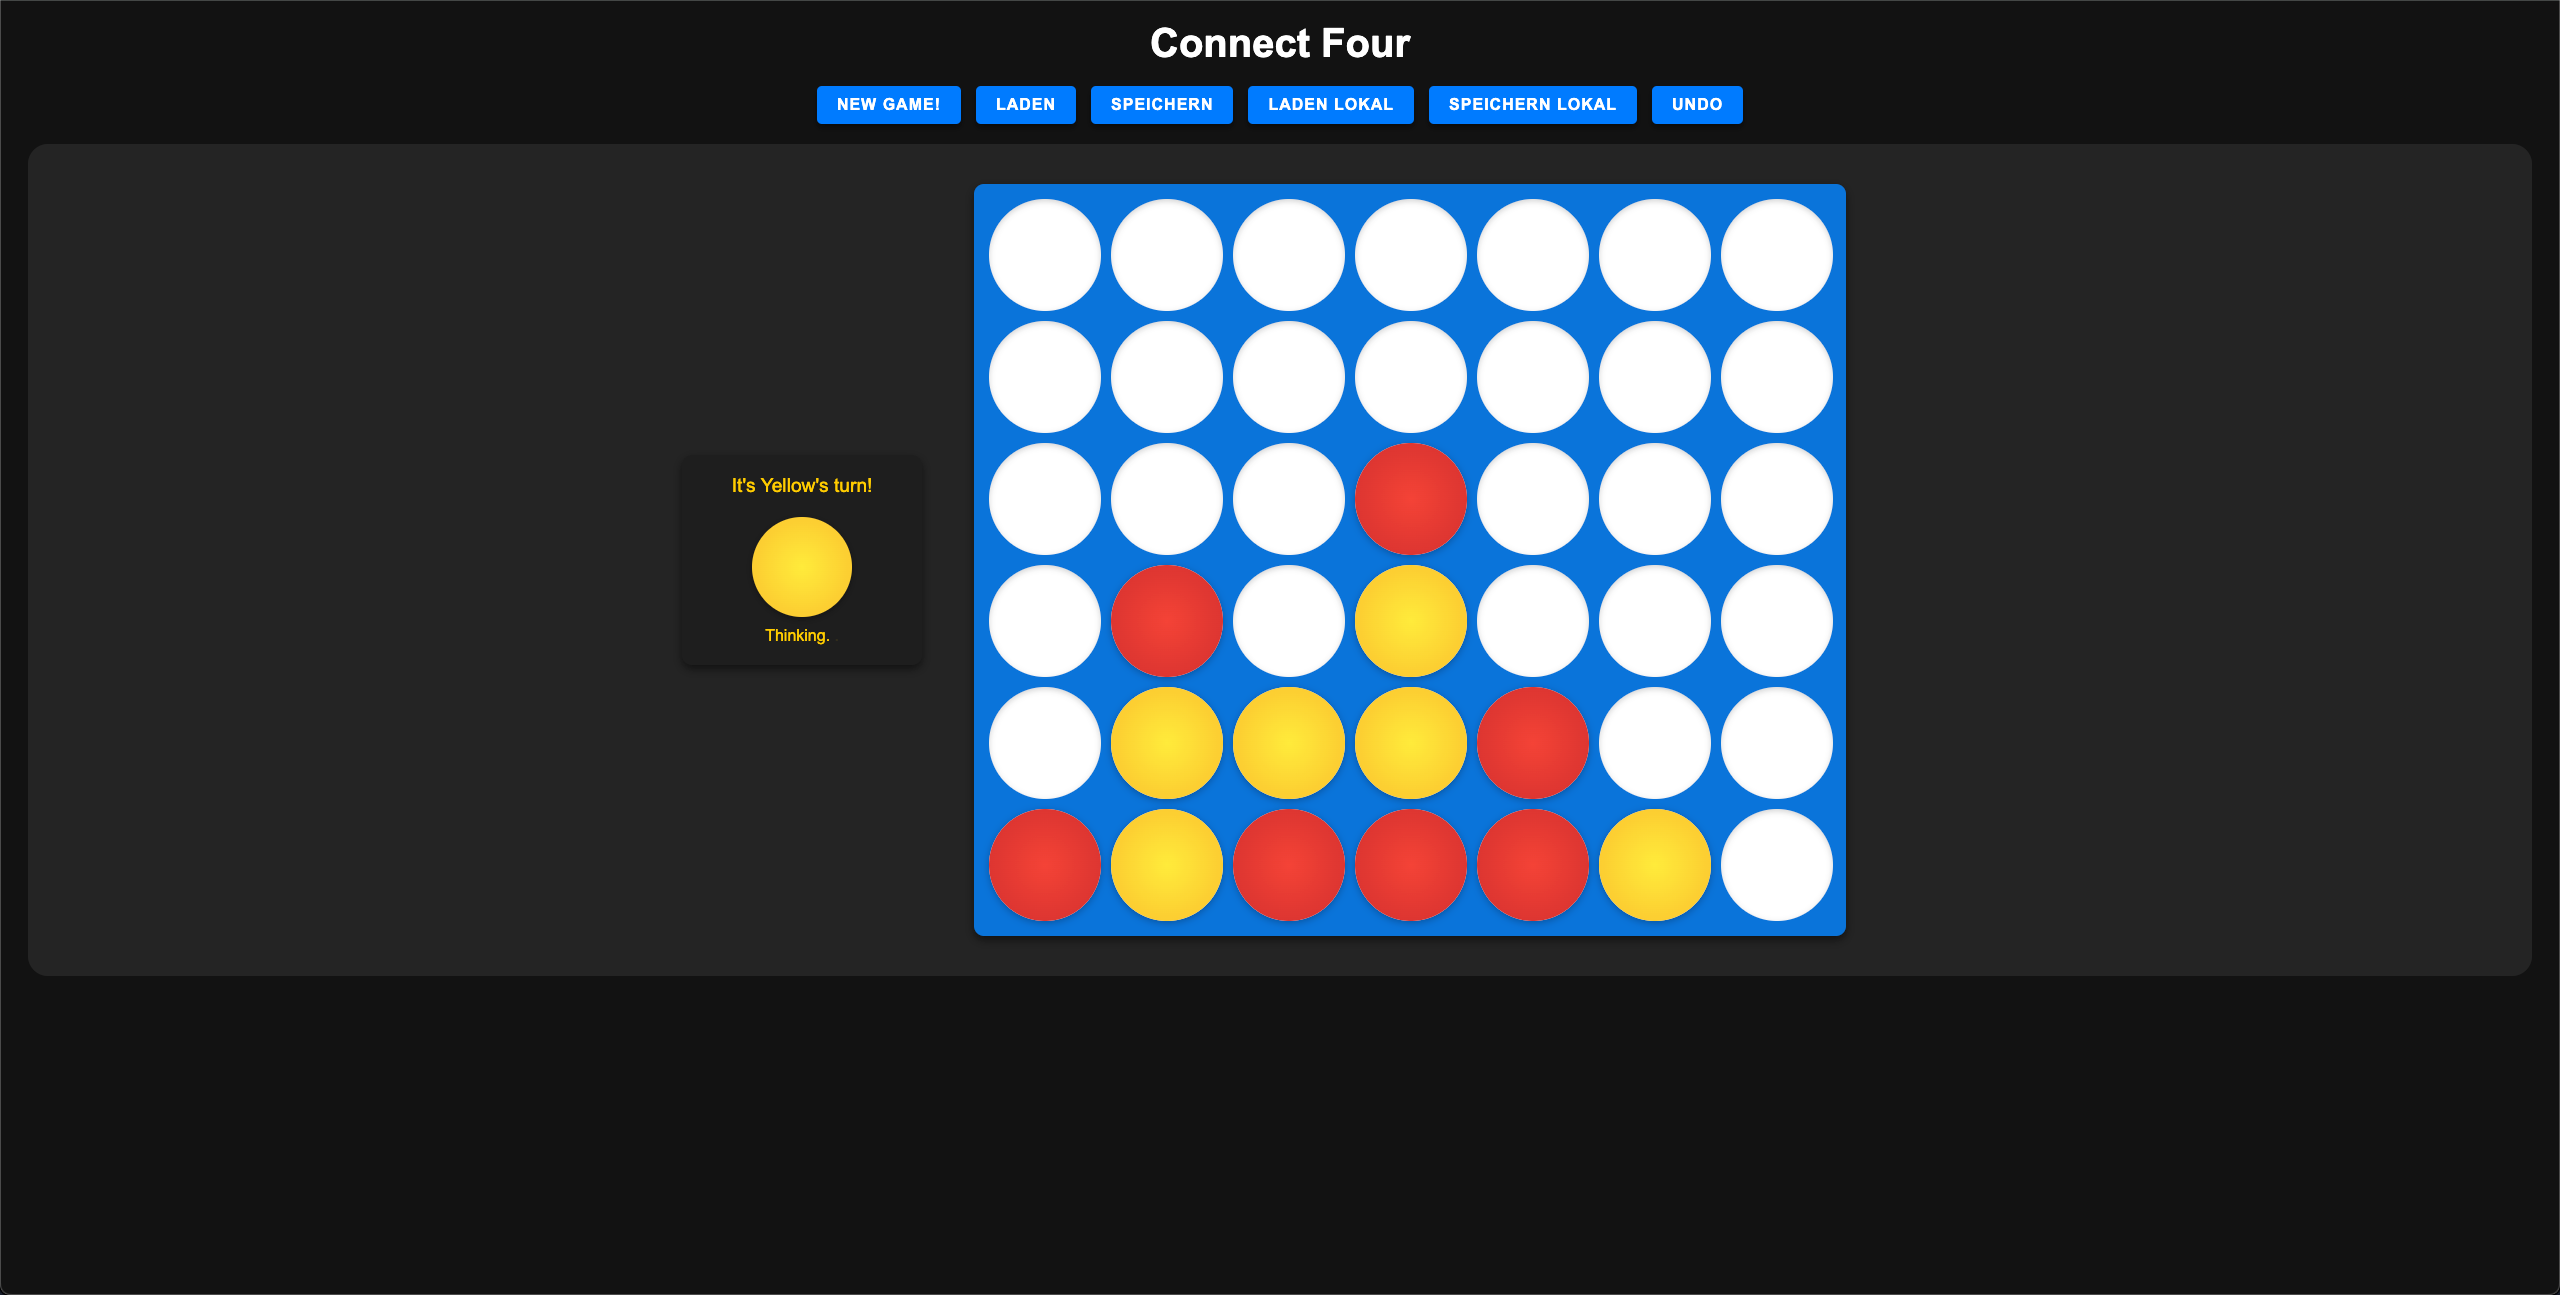 Connect Four
NEW GAME! LADEN SPEICHERN LADEN LOKAL SPEICHERN LOKAL UNDO
It's Yellow's turn!
Thinking.